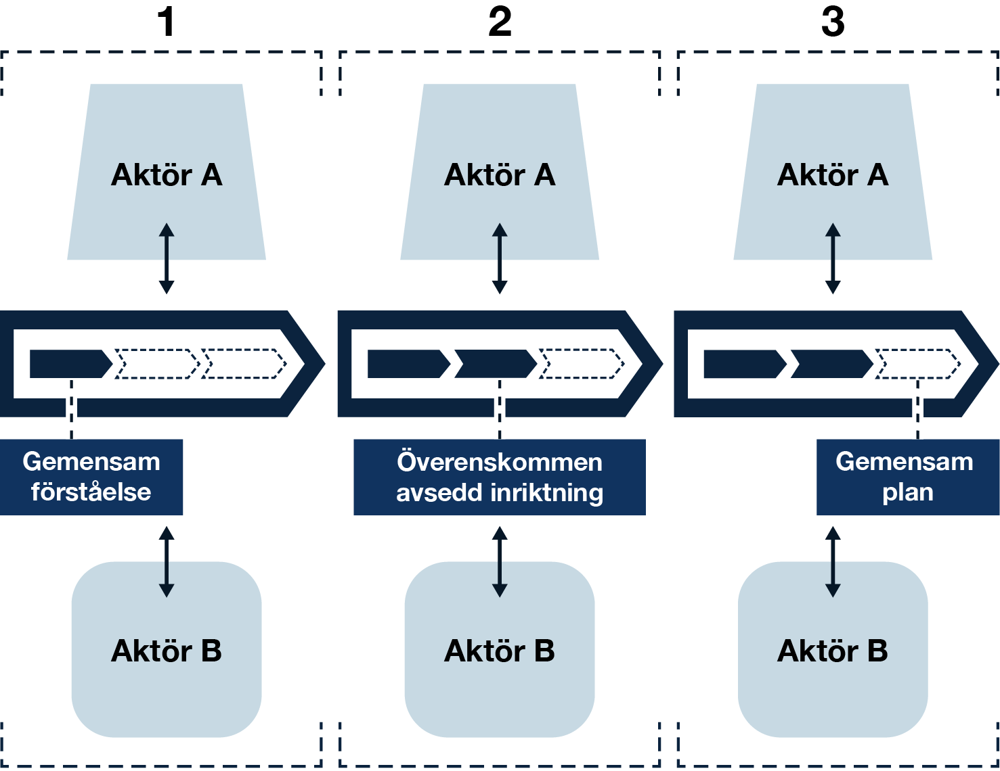 1
2
3
Aktör A
Aktör A
Aktör A
Gemensam
förståelse
Överenskommen
avsedd inriktning
Gemensam
plan
Aktör B
Aktör B
Aktör B